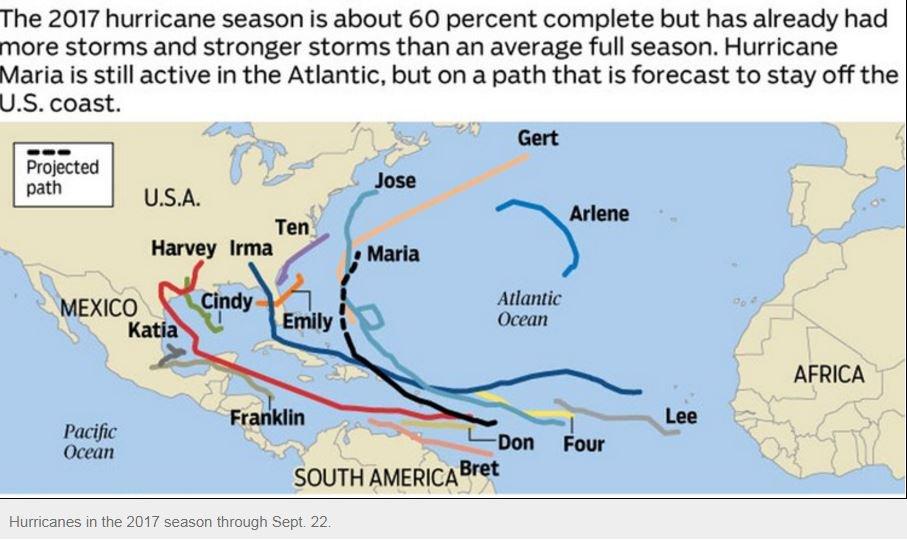 The 2017 hurricane season is about 60 percent complete but has already had
more storms and stronger storms than an average full season. Hurricane
Maria is still active in the Atlantic, but on a path that is forecast to stay off the
U.S. coast.
Projected
path
Gert
Jose
U.S.A.
Arlene
Ten
Harvey
Irma
Maria
Cindy
Atlantic
Ocean
MEXICO
Emily
Katia
AFRICA
Franklin
Lee
Pacific
Ocean
Don
Four
Bret
SOUTH AMERICA
Hurricanes in the 2017 season through Sept. 22.